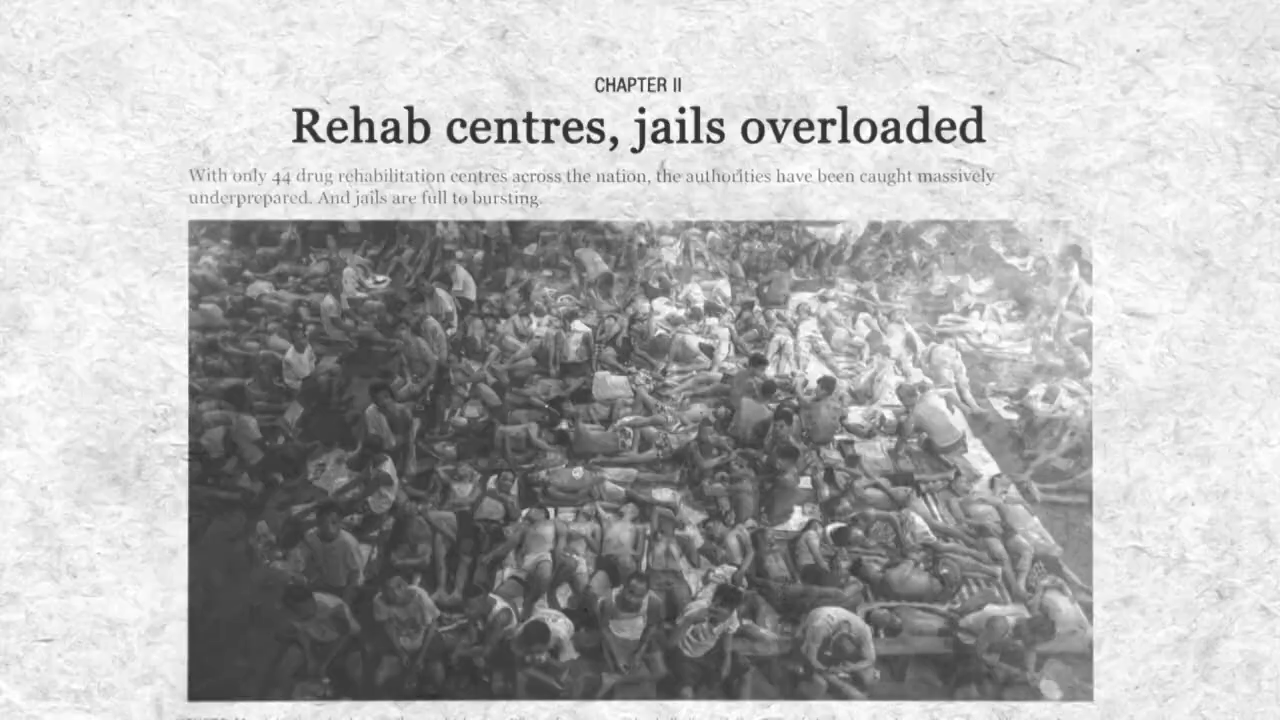 CHAPTER II
Rehab centres, jails overloaded
With only 44 drug rehabilitation centres across the nation, the authorities have been caught massively
underprepared. And jails are full to bursting.